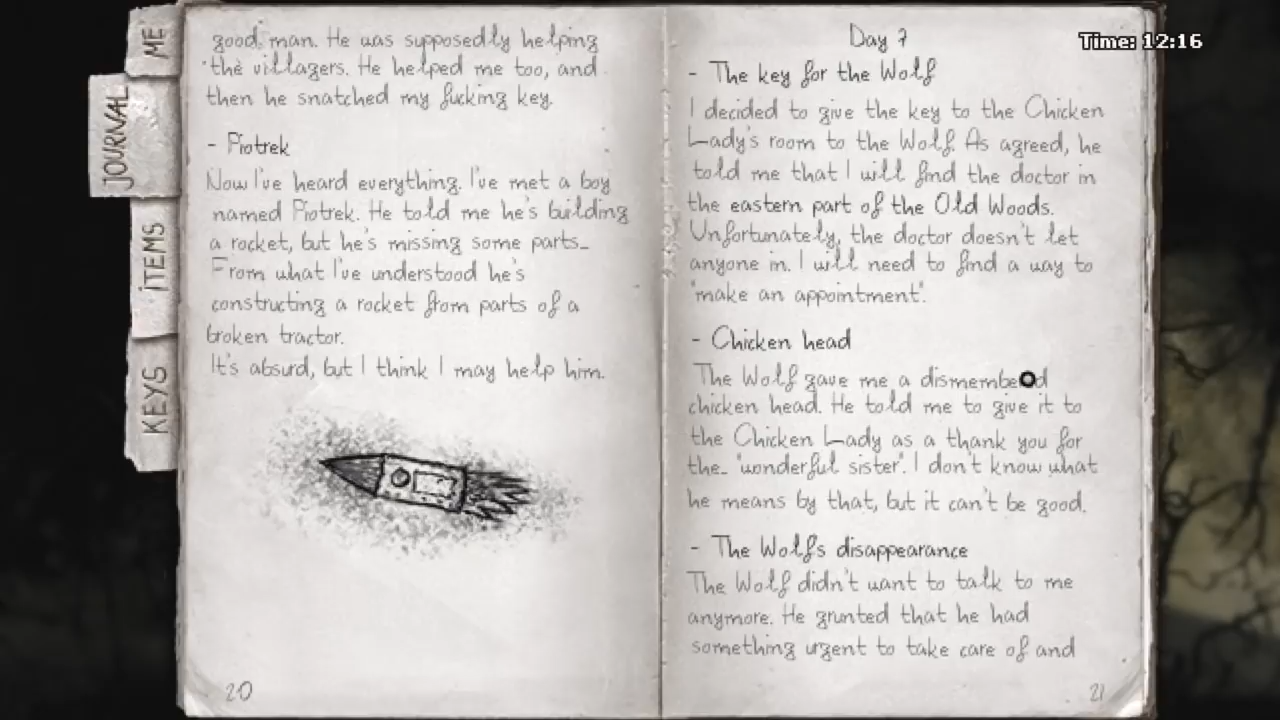 ME
JOURNAL
ITEMS
KEYS
good man. He was supposedly helping
the villagers. He helped me too, and
then he snatched my fucking key.
- Piotrek
Now I've heard everything. I've met a boy
named Piotrek. He told me he's building
a rocket, but he's missing some parts...
From what I've understood he's
constructing a rocket from parts of a
broken tractor.
It's absurd, but I think I may help him.
20
Time: 12:16
Day 7
- The key for the Wolf
I decided to give the key to the Chicken
Lady's room to the Wolf. As agreed, he
told me that I will find the doctor in
the eastern part of the Old Woods.
Unfortunately, the doctor doesn't let
anyone in. I will need to find a way to
"make an appointment".
- Chicken head
The Wolf gave me a
chicken head. He told me to give it to
the Chicken Lady as a thank you for
the... "wonderful sister". I don't know what
he means by that, but it can't be good.
- The Wolf's disappearance
The Wolf didn't want to talk to me
anymore. He grunted that he had
something urgent to take care of and
21